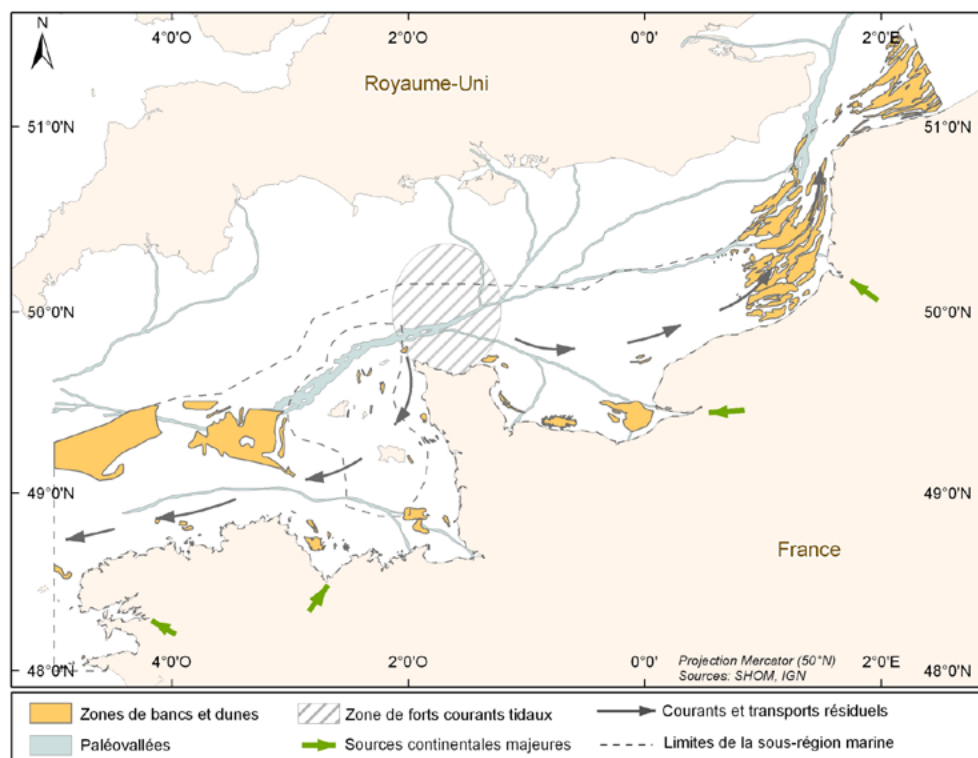 N
4°0'O 2°0'O 0°0' 2°0'E
Royaume-Uni
51°0'N 51°0'N
50°0'N 50°0'N
49°0'N 49°0'N
France
48°0'N 48°0'N
4°0'O 2°0'O 0°0' 2°0'E
Projection Mercator (50°N)
Sources: SHOM, IGN
Zones de bancs et dunes
Zone de forts courants tidaux
Courants et transports résiduels
Paléovallées
Sources continentales majeures
Limites de la sous-région marine